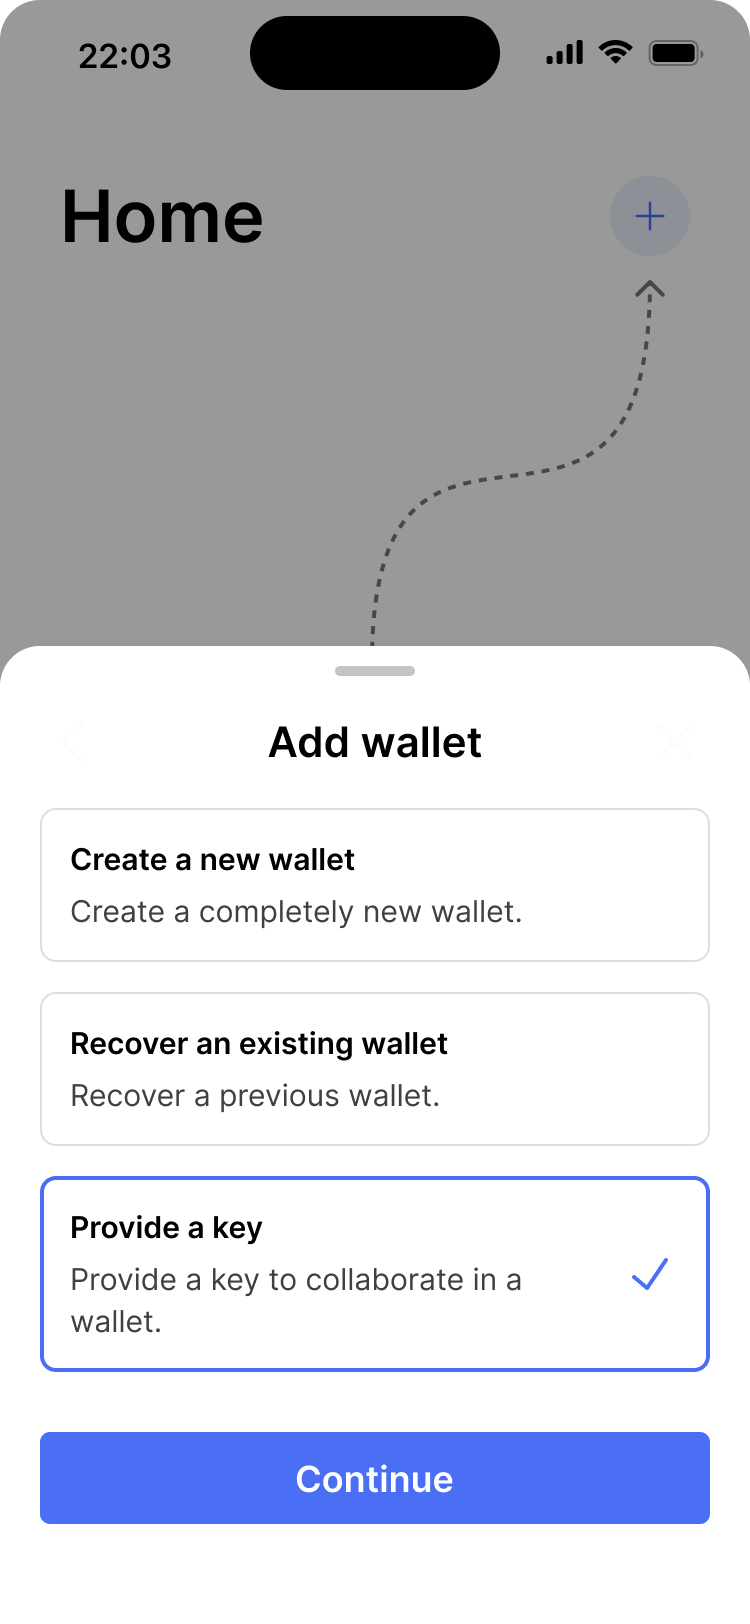 22:03
Home
Add wallet
Create a new wallet
Create a completely new wallet.
Recover an existing wallet
Recover a previous wallet.
Provide a key
Provide a key to collaborate in a
wallet.
Continue